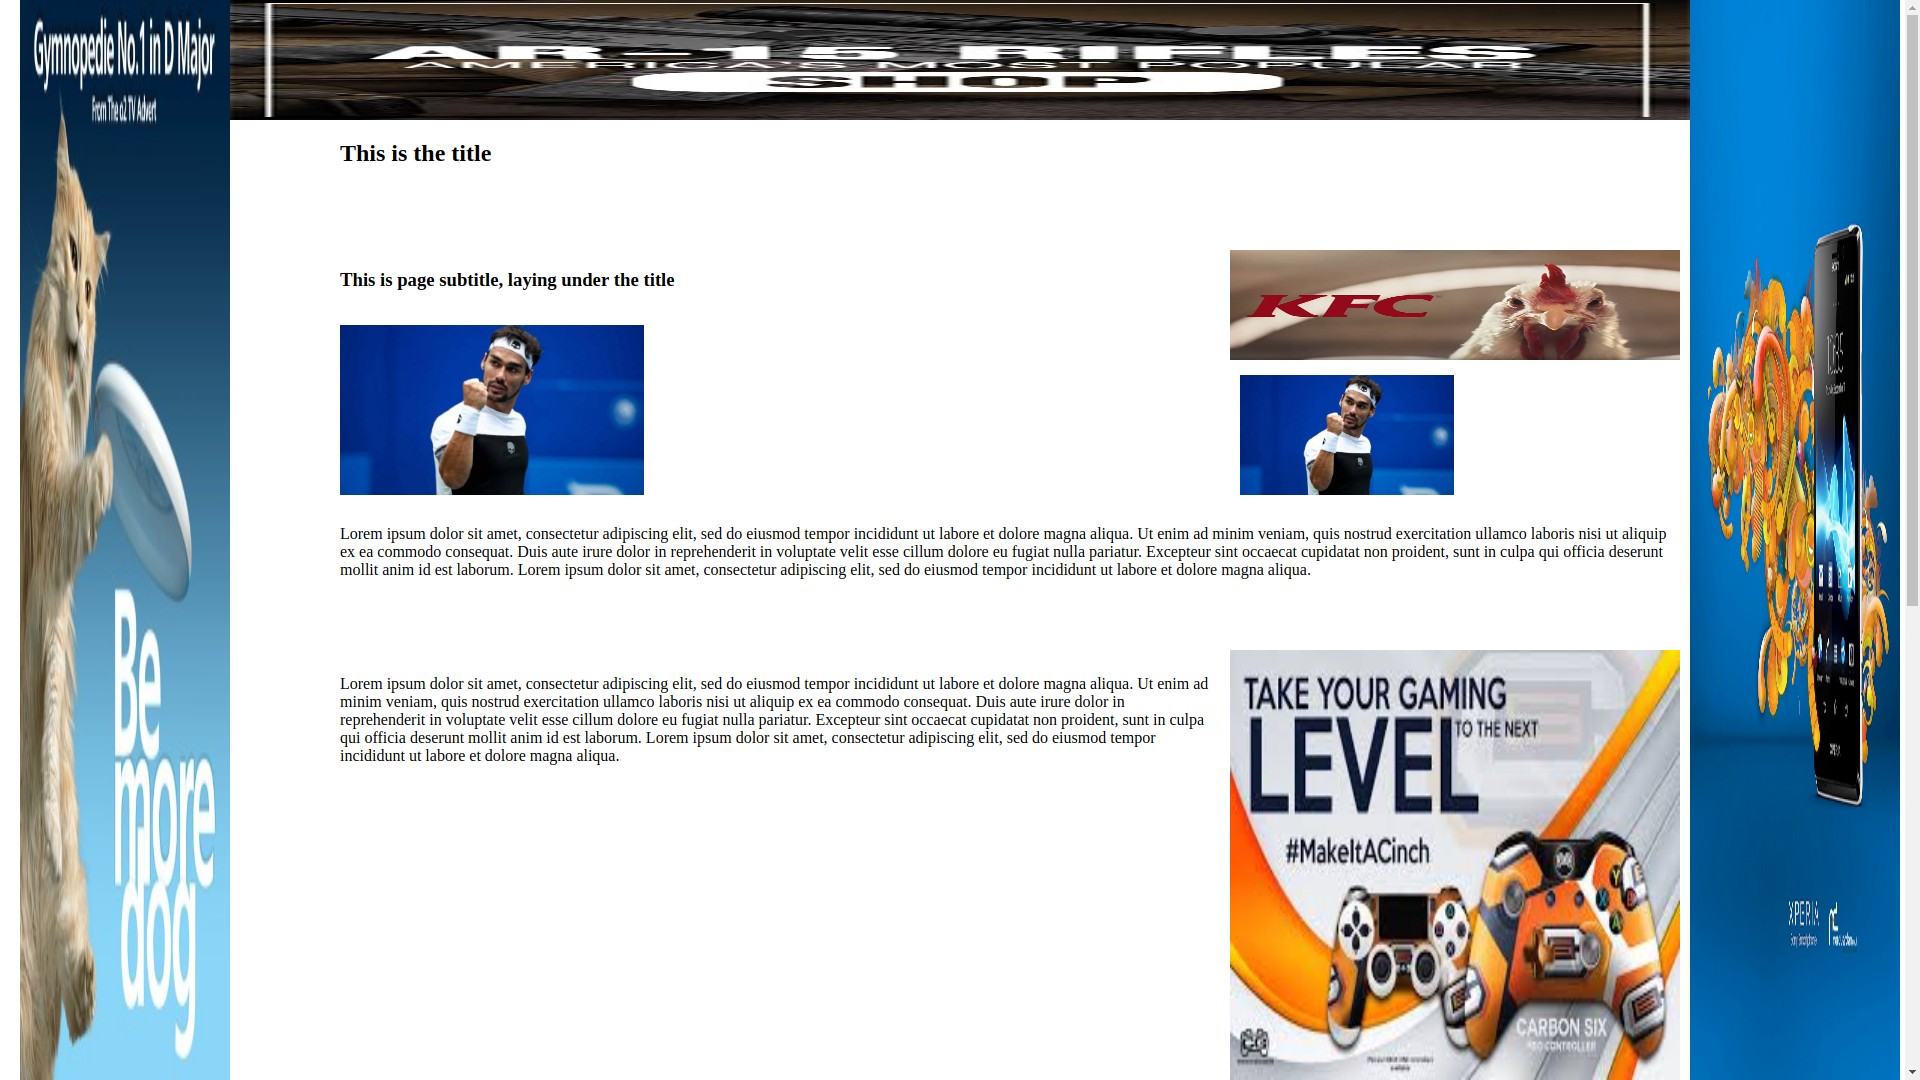 Gymnopedie No.1 in D Major
From The o2 TV Advert
AR-15 RIFLES
AMERICA'S MOST POPULAR
SHOP
This is the title
This is page subtitle, laying under the title
KFC
Lorem ipsum dolor sit amet, consectetur adipiscing elit, sed do eiusmod tempor incididunt ut labore et dolore magna aliqua. Ut enim ad minim veniam, quis nostrud exercitation ullamco laboris nisi ut aliquip
ex ea commodo consequat. Duis aute irure dolor in reprehenderit in voluptate velit esse cillum dolore eu fugiat nulla pariatur. Excepteur sint occaecat cupidatat non proident, sunt in culpa qui officia deserunt
mollit anim id est laborum. Lorem ipsum dolor sit amet, consectetur adipiscing elit, sed do eiusmod tempor incididunt ut labore et dolore magna aliqua.
Lorem ipsum dolor sit amet, consectetur adipiscing elit, sed do eiusmod tempor incididunt ut labore et dolore magna aliqua. Ut enim ad
minim veniam, quis nostrud exercitation ullamco laboris nisi ut aliquip ex ea commodo consequat. Duis aute irure dolor in
reprehenderit in voluptate velit esse cillum dolore eu fugiat nulla pariatur. Excepteur sint occaecat cupidatat non proident, sunt in culpa
qui officia deserunt mollit anim id est laborum. Lorem ipsum dolor sit amet, consectetur adipiscing elit, sed do eiusmod tempor
incididunt ut labore et dolore magna aliqua.
Be
more
dog
TAKE YOUR GAMING
LEVEL TO THE NEXT
#MakeItACinch
CARBON SIX
PRO CONTROLLER
XPERIA
Sony Smartphone